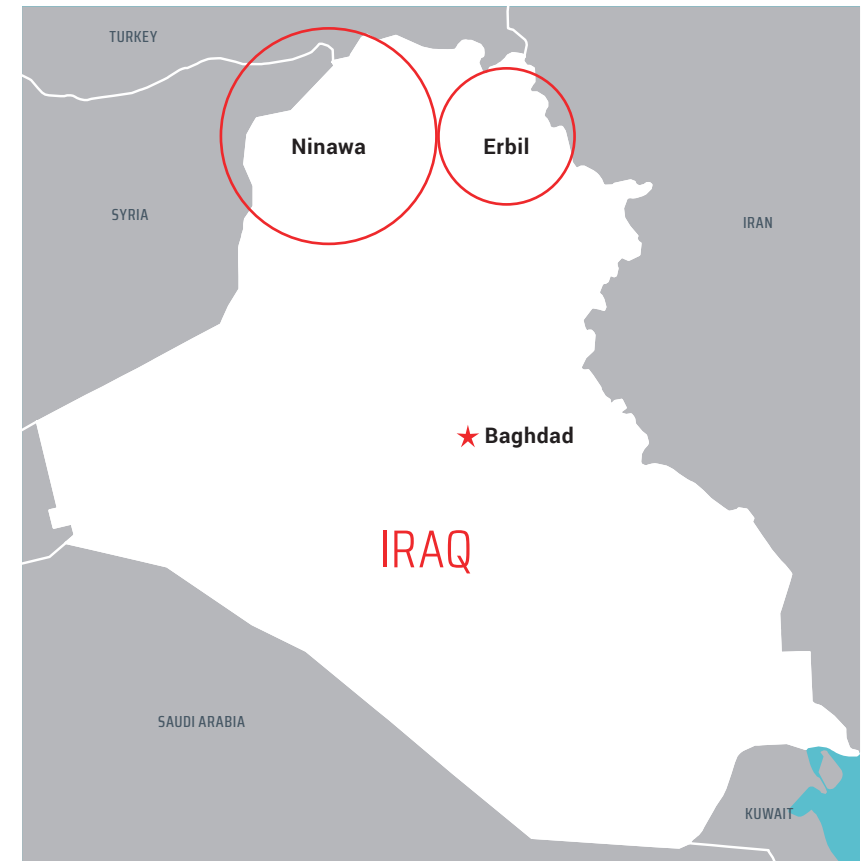 TURKEY
Ninawa
Erbil
SYRIA
IRAN
Baghdad
IRAQ
SAUDI ARABIA
KUWAIT